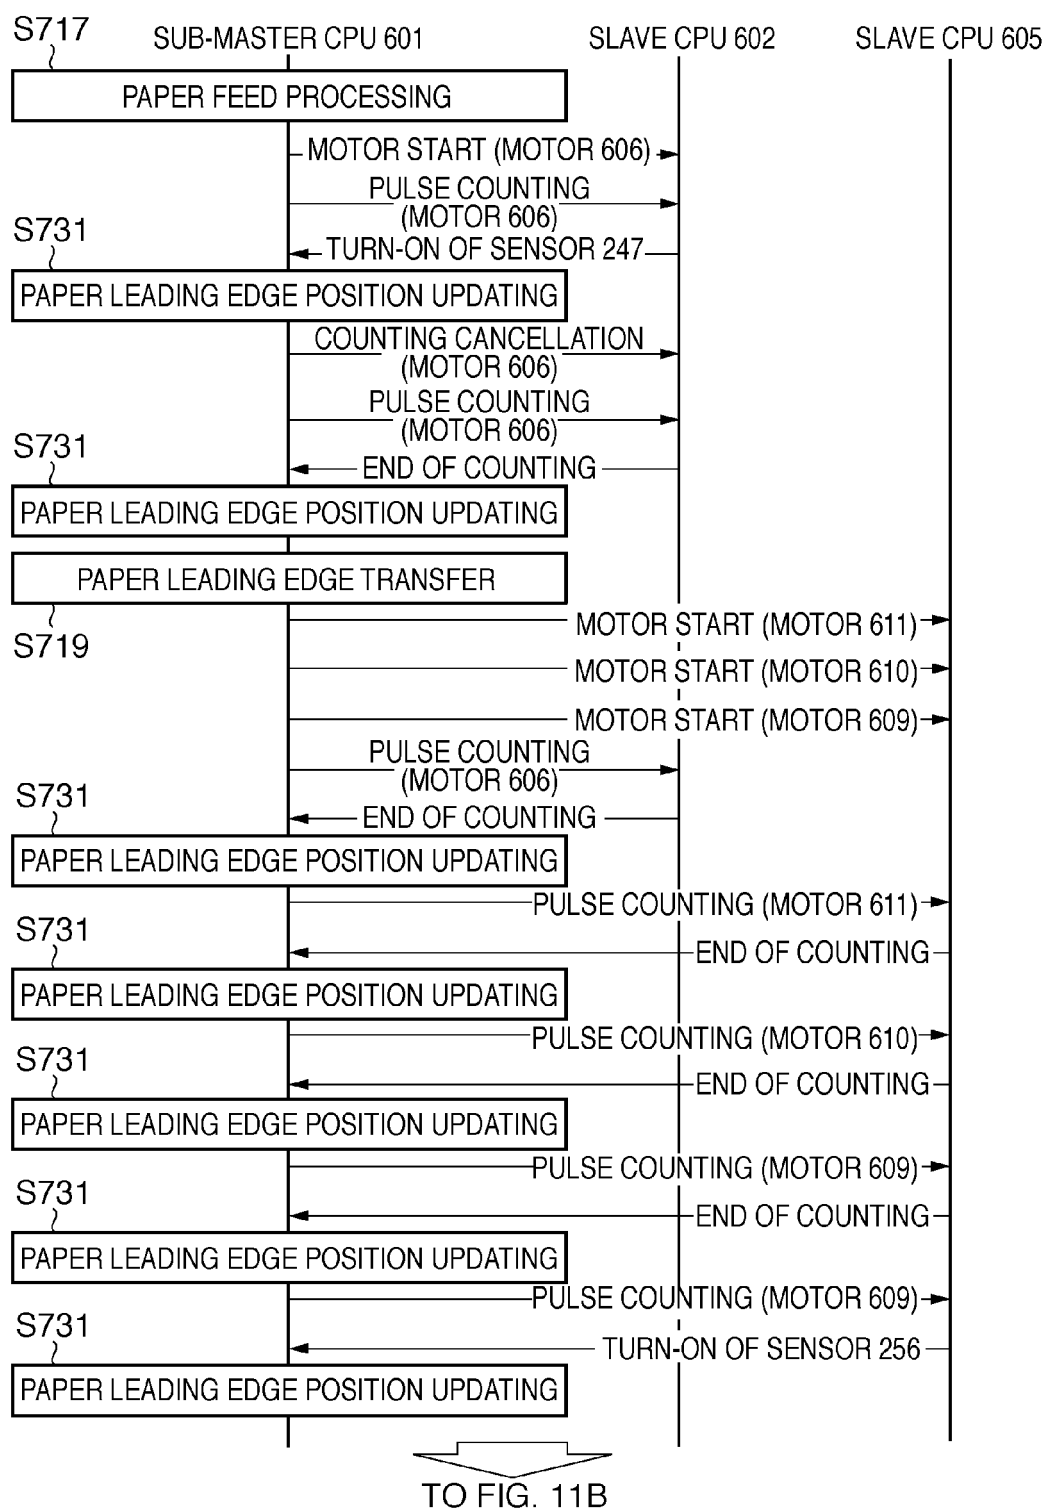 S717
SUB-MASTER CPU 601
SLAVE CPU 602
SLAVE CPU 605
PAPER FEED PROCESSING
MOTOR START (MOTOR 606)
PULSE COUNTING
(MOTOR 606)
S731
TURN-ON OF SENSOR 247
PAPER LEADING EDGE POSITION UPDATING
COUNTING CANCELLATION
(MOTOR 606)
PULSE COUNTING
(MOTOR 606)
S731
END OF COUNTING
PAPER LEADING EDGE POSITION UPDATING
PAPER LEADING EDGE TRANSFER
S719
MOTOR START (MOTOR 611)
MOTOR START (MOTOR 610)
MOTOR START (MOTOR 609)
PULSE COUNTING
(MOTOR 606)
S731
END OF COUNTING
PAPER LEADING EDGE POSITION UPDATING
PULSE COUNTING (MOTOR 611)
S731
END OF COUNTING
PAPER LEADING EDGE POSITION UPDATING
PULSE COUNTING (MOTOR 610)
S731
END OF COUNTING
PAPER LEADING EDGE POSITION UPDATING
PULSE COUNTING (MOTOR 609)
S731
END OF COUNTING
PAPER LEADING EDGE POSITION UPDATING
PULSE COUNTING (MOTOR 609)
S731
TURN-ON OF SENSOR 256
PAPER LEADING EDGE POSITION UPDATING
TO FIG. 11B